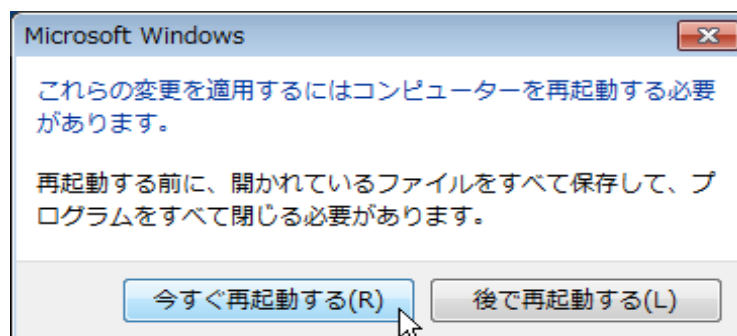 Microsoft Windows
これらの変更を適用するにはコンピューターを再起動する必要
があります。
再起動する前に、開かれているファイルをすべて保存して、プ
ログラムをすべて閉じる必要があります。
今すぐ再起動する(R)
後で再起動する(L)